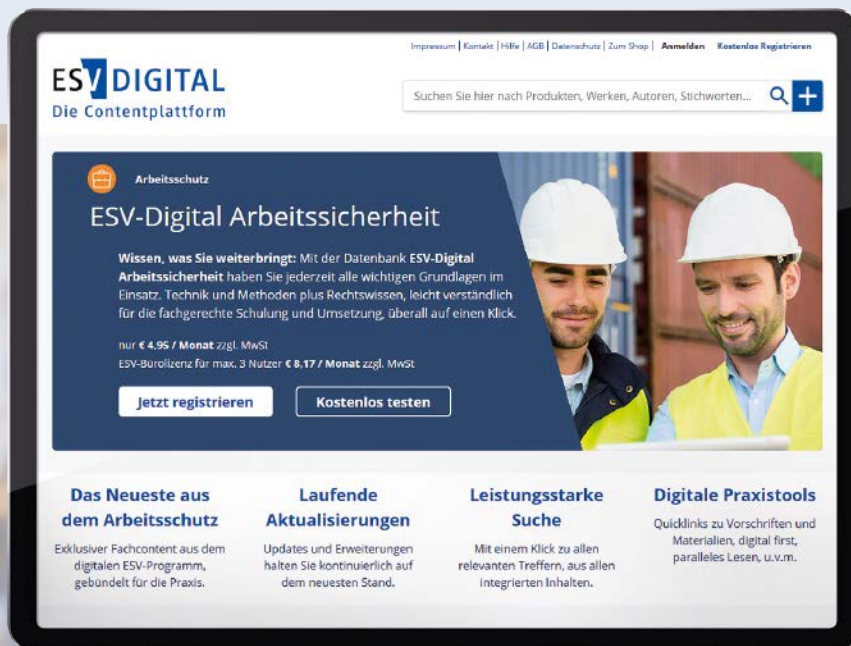 Impressum | Kontakt | Hilfe | AGB | Datenschutz | Zum Shop | Anmelden Kostenlos Registrieren
ESV DIGITAL
Die Contentplattform
Suchen Sie hier nach Produkten, Werken, Autoren, Stichworten...
Arbeitsschutz
ESV-Digital Arbeitssicherheit
Wissen, was Sie weiterbringt: Mit der Datenbank ESV-Digital
Arbeitssicherheit haben Sie jederzeit alle wichtigen Grundlagen im
Einsatz. Technik und Methoden plus Rechtswissen, leicht verständlich
für die fachgerechte Schulung und Umsetzung, überall auf einen Klick.
nur € 4,95 / Monat zzgl. MwSt
ESV-Bürolizenz für max. 3 Nutzer € 8,17 / Monat zzgl. MwSt
Jetzt registrieren
Kostenlos testen
Das Neueste aus
dem Arbeitsschutz
Exklusiver Fachcontent aus dem
digitalen ESV-Programm,
gebündelt für die Praxis.
Laufende
Aktualisierungen
Updates und Erweiterungen
halten Sie kontinuierlich auf
dem neuesten Stand.
Leistungsstarke
Suche
Mit einem Klick zu allen
relevanten Treffern, aus allen
integrierten Inhalten.
Digitale Praxistools
Quicklinks zu Vorschriften und
Materialien, digital first,
paralleles Lesen, u.v.m.